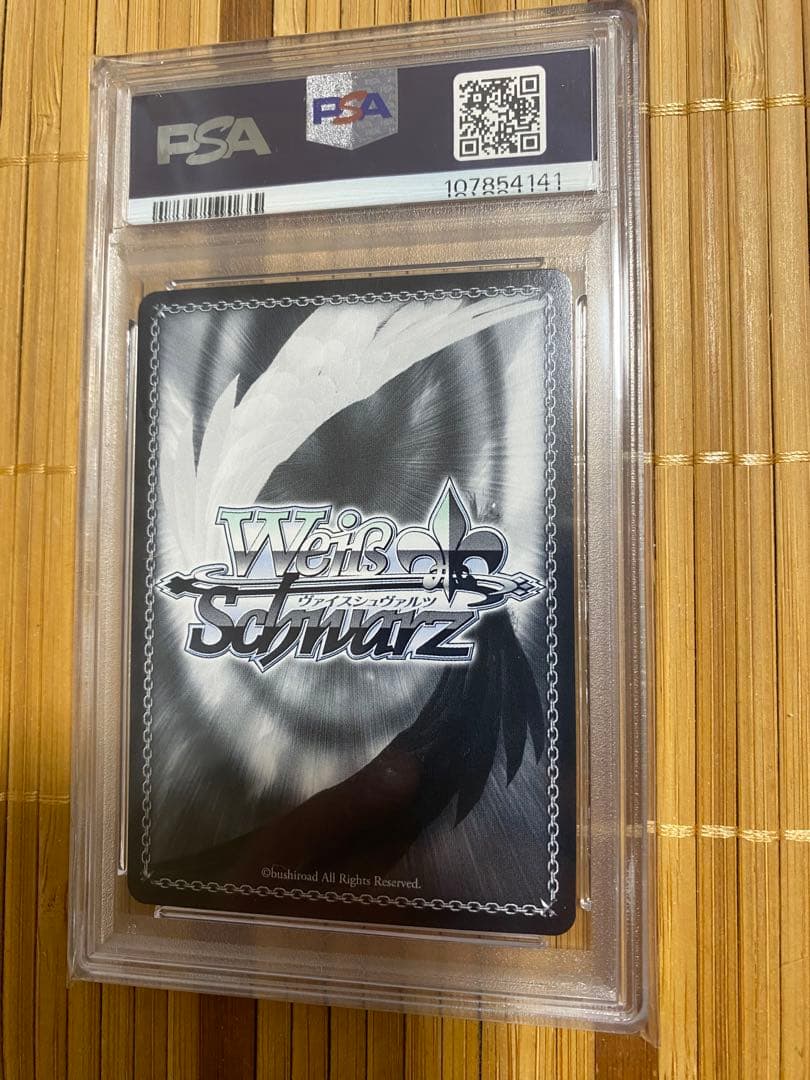 PSA
PSA
107854141
Weiß
ヴァイスシュヴァルツ
Schwarz
©bushiroad All Rights Reserved.